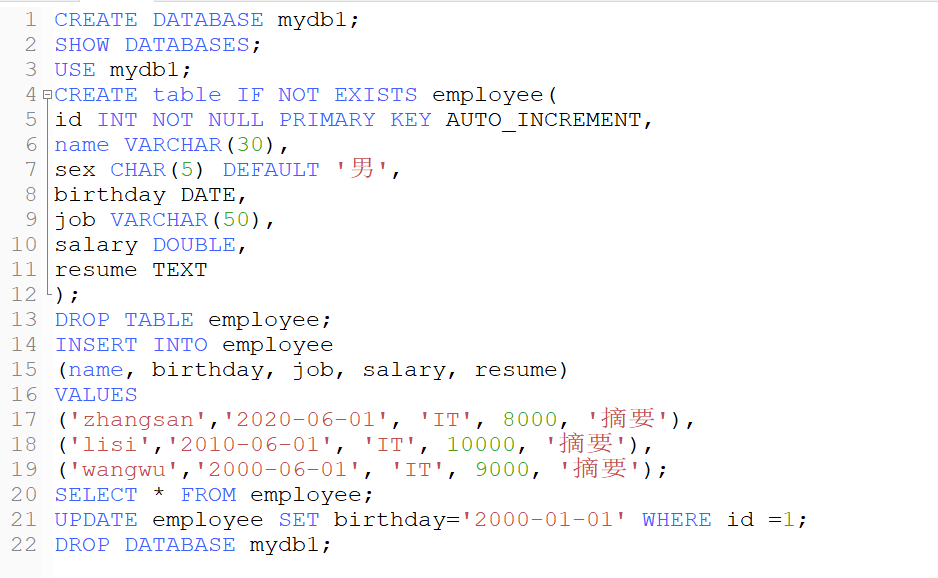 1 CREATE DATABASE mydb1;
2 SHOW DATABASES;
3 USE mydb1;
4 CREATE table IF NOT EXISTS employee(
5 id INT NOT NULL PRIMARY KEY AUTO_INCREMENT,
6 name VARCHAR(30),
7 sex CHAR(5) DEFAULT '男',
8 birthday DATE,
9 job VARCHAR(50),
10 salary DOUBLE,
11 resume TEXT
12 );
13 DROP TABLE employee;
14 INSERT INTO employee
15 (name, birthday, job, salary, resume)
16 VALUES
17 ('zhangsan','2020-06-01', 'IT', 8000, '摘要'),
18 ('lisi','2010-06-01', 'IT', 10000, '摘要'),
19 ('wangwu','2000-06-01', 'IT', 9000, '摘要');
20 SELECT * FROM employee;
21 UPDATE employee SET birthday='2000-01-01' WHERE id =1;
22 DROP DATABASE mydb1;